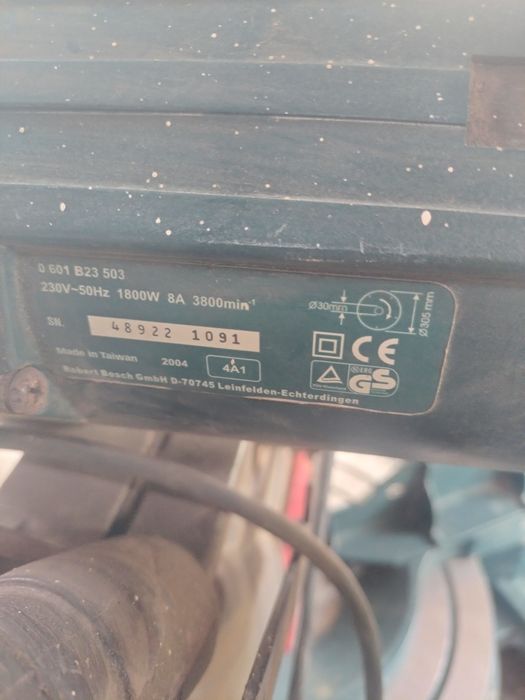 0 601 B23 503
230V~50Hz 1800W 8A 3800min⁻¹
Ø30mm
Ø305 mm
SN. 48922 1091
CE
Made in Taiwan 2004 4A1
GS
Robert Bosch GmbH D-70745 Leinfelden-Echterdingen